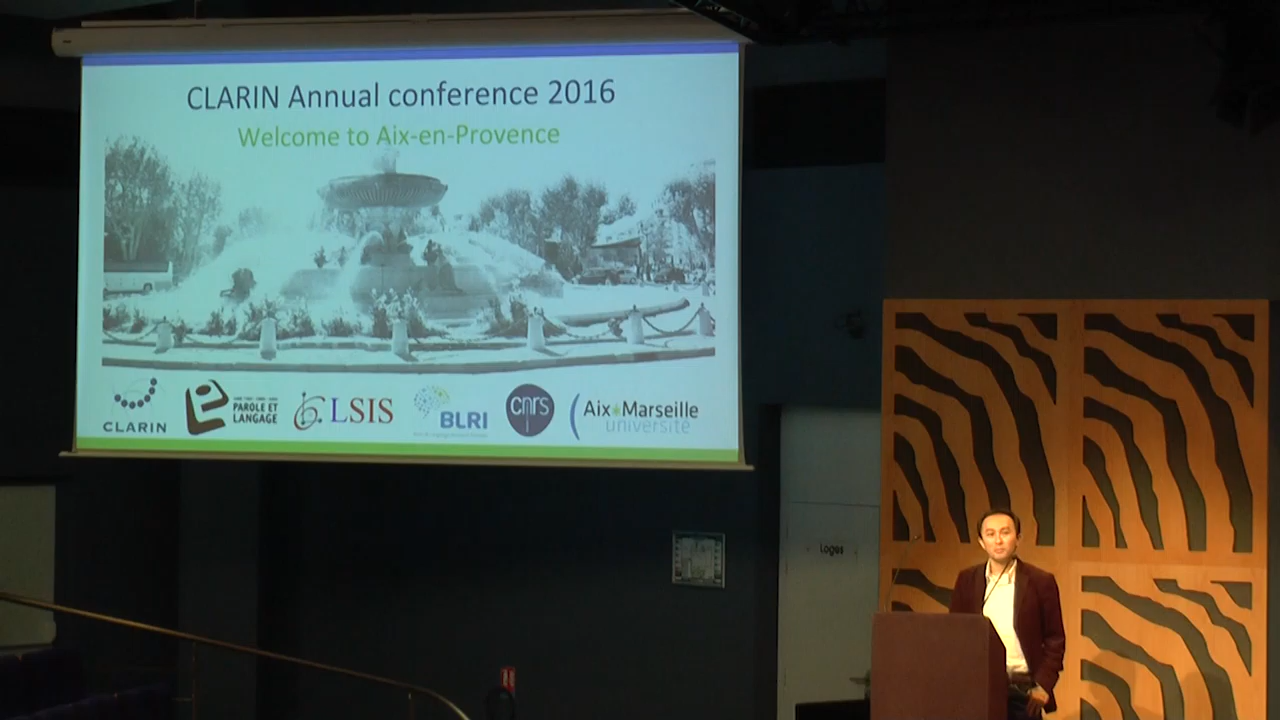 CLARIN Annual conference 2016
Welcome to Aix-en-Provence
CLARIN
PAROLE ET
LANGAGE
LSIS
BLRI
cnrs
Aix Marseille
université
Loges